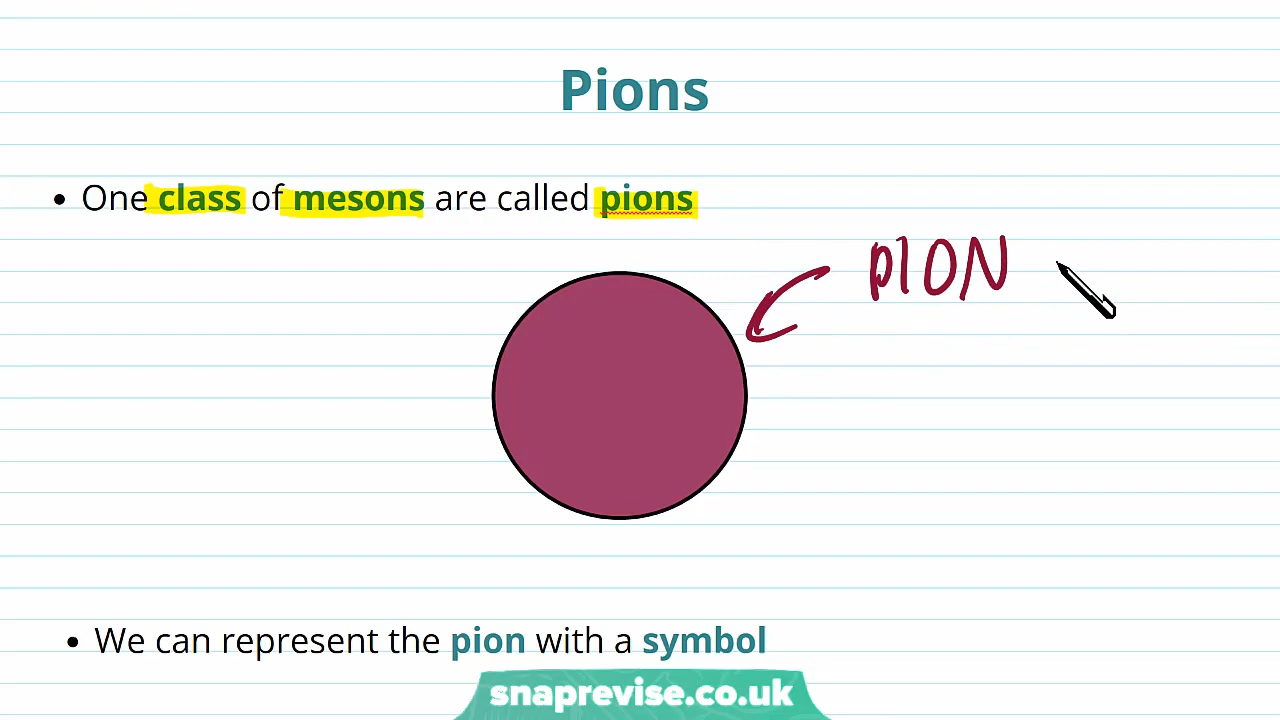 Pions
• One class of mesons are called pions
PION
• We can represent the pion with a symbol
snaprevise.co.uk